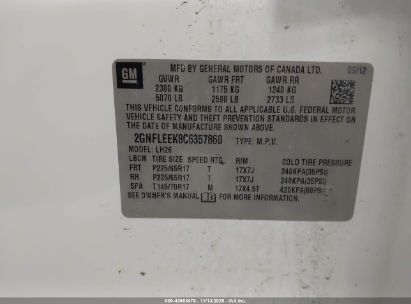 GM
MFD BY GENERAL MOTORS OF CANADA LTD. 05/12
GVWR GAWR FRT GAWR RR
2300 KG 1175 KG 1240 KG
5070 LB 2590 LB 2733 LB
THIS VEHICLE CONFORMS TO ALL APPLICABLE U.S. FEDERAL MOTOR
VEHICLE SAFETY AND THEFT PREVENTION STANDARDS IN EFFECT ON
THE DATE OF MANUFACTURE SHOWN ABOVE.
2GNFLEEK8C6357860 TYPE: M.P.V.
MODEL: LH26
TIRE SIZE SPEED RTG RIM COLD TIRE PRESSURE
FRT P225/65R17 T 17X7J 240KPA(35PSI)
RR P225/65R17 T 17X7J 240KPA(35PSI)
SPA T145/70R17 M 17X4.5T 420KPA(60PSI)
SEE OWNER'S MANUAL FOR MORE INFORMATION